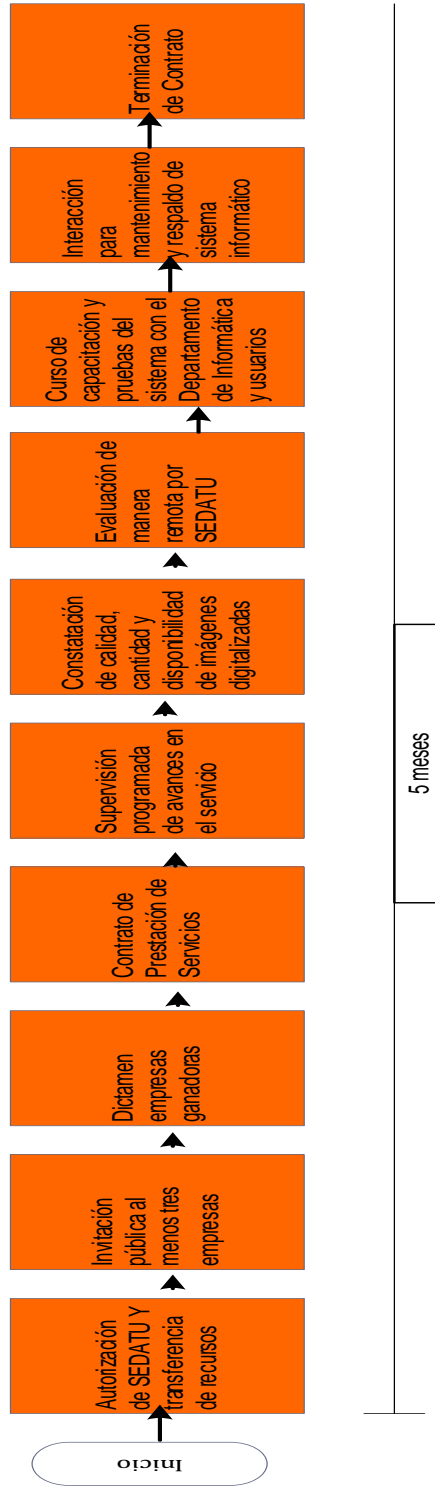 Inicio
Autorización
de SEDATU Y
transferencia
de recursos
Invitación
pública al
menos tres
empresas
Dictamen
empresas
ganadoras
Contrato de
Prestación de
Servicios
Supervisión
programada
de avances en
el servicio
Constatación
de calidad,
cantidad y
disponibilidad
de imágenes
digitalizadas
Evaluación de
manera
remota por
SEDATU
Curso de
capacitación y
pruebas del
sistema con el
Departamento
de Informática
y usuarios
Interacción
para
mantenimiento
y respaldo de
sistema
informático
Terminación
de Contrato
5 meses